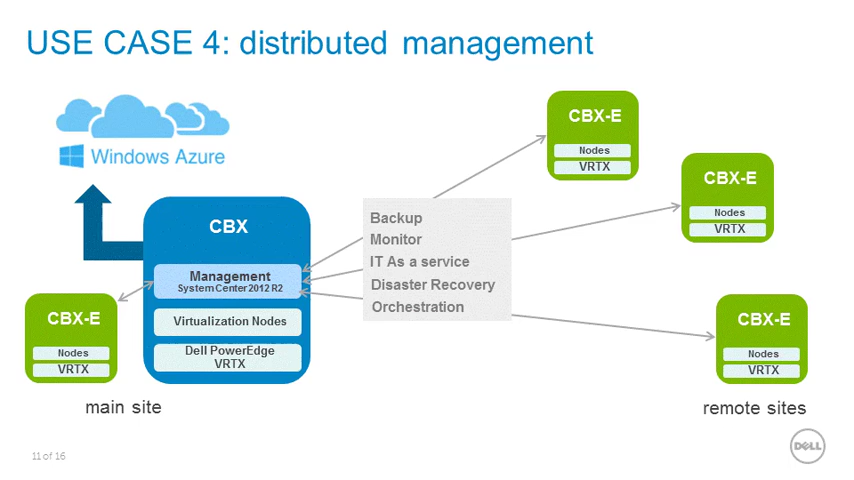 USE CASE 4: distributed management
Windows Azure
CBX
Management
System Center 2012 R2
Virtualization Nodes
Dell PowerEdge
VRTX
CBX-E
Nodes
VRTX
main site
Backup
Monitor
IT As a service
Disaster Recovery
Orchestration
CBX-E
Nodes
VRTX
CBX-E
Nodes
VRTX
CBX-E
Nodes
VRTX
remote sites
11 of 16
DELL